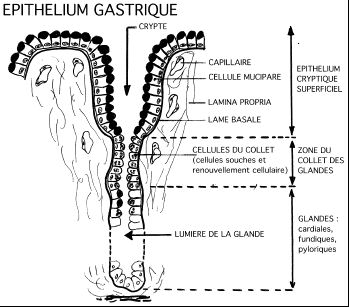 EPITHELIUM GASTRIQUE
CRYPTE
CAPILLAIRE
CELLULE MUCIPARE
LAMINA PROPRIA
LAME BASALE
CELLULES DU COLLET
(cellules souches et
renouvellement cellulaire)
LUMIERE DE LA GLANDE
EPITHELIUM
CRYPTIQUE
SUPERFICIEL
ZONE DU
COLLET DES
GLANDES
GLANDES :
cardiales,
fundiques,
pyloriques